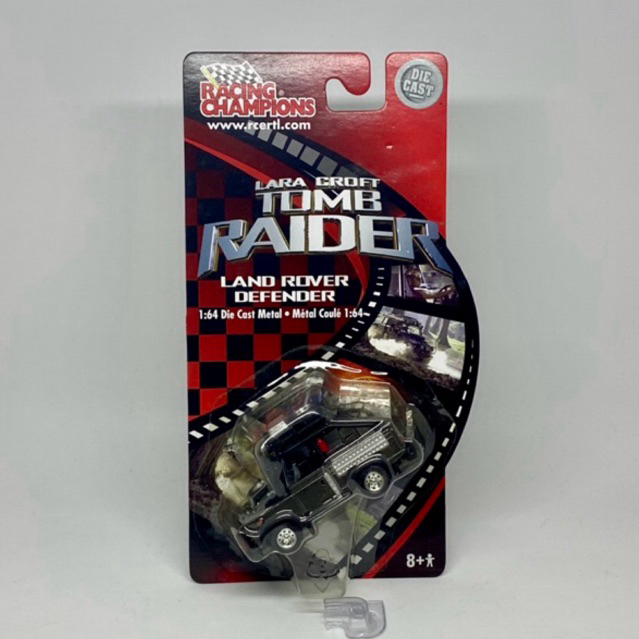 RACING
CHAMPIONS
www.rcertl.com
DIE
CAST
LARA CROFT
TOMB
RAIDER
LAND ROVER
DEFENDER
1:64 Die Cast Metal • Métal Coulé 1:64
8+